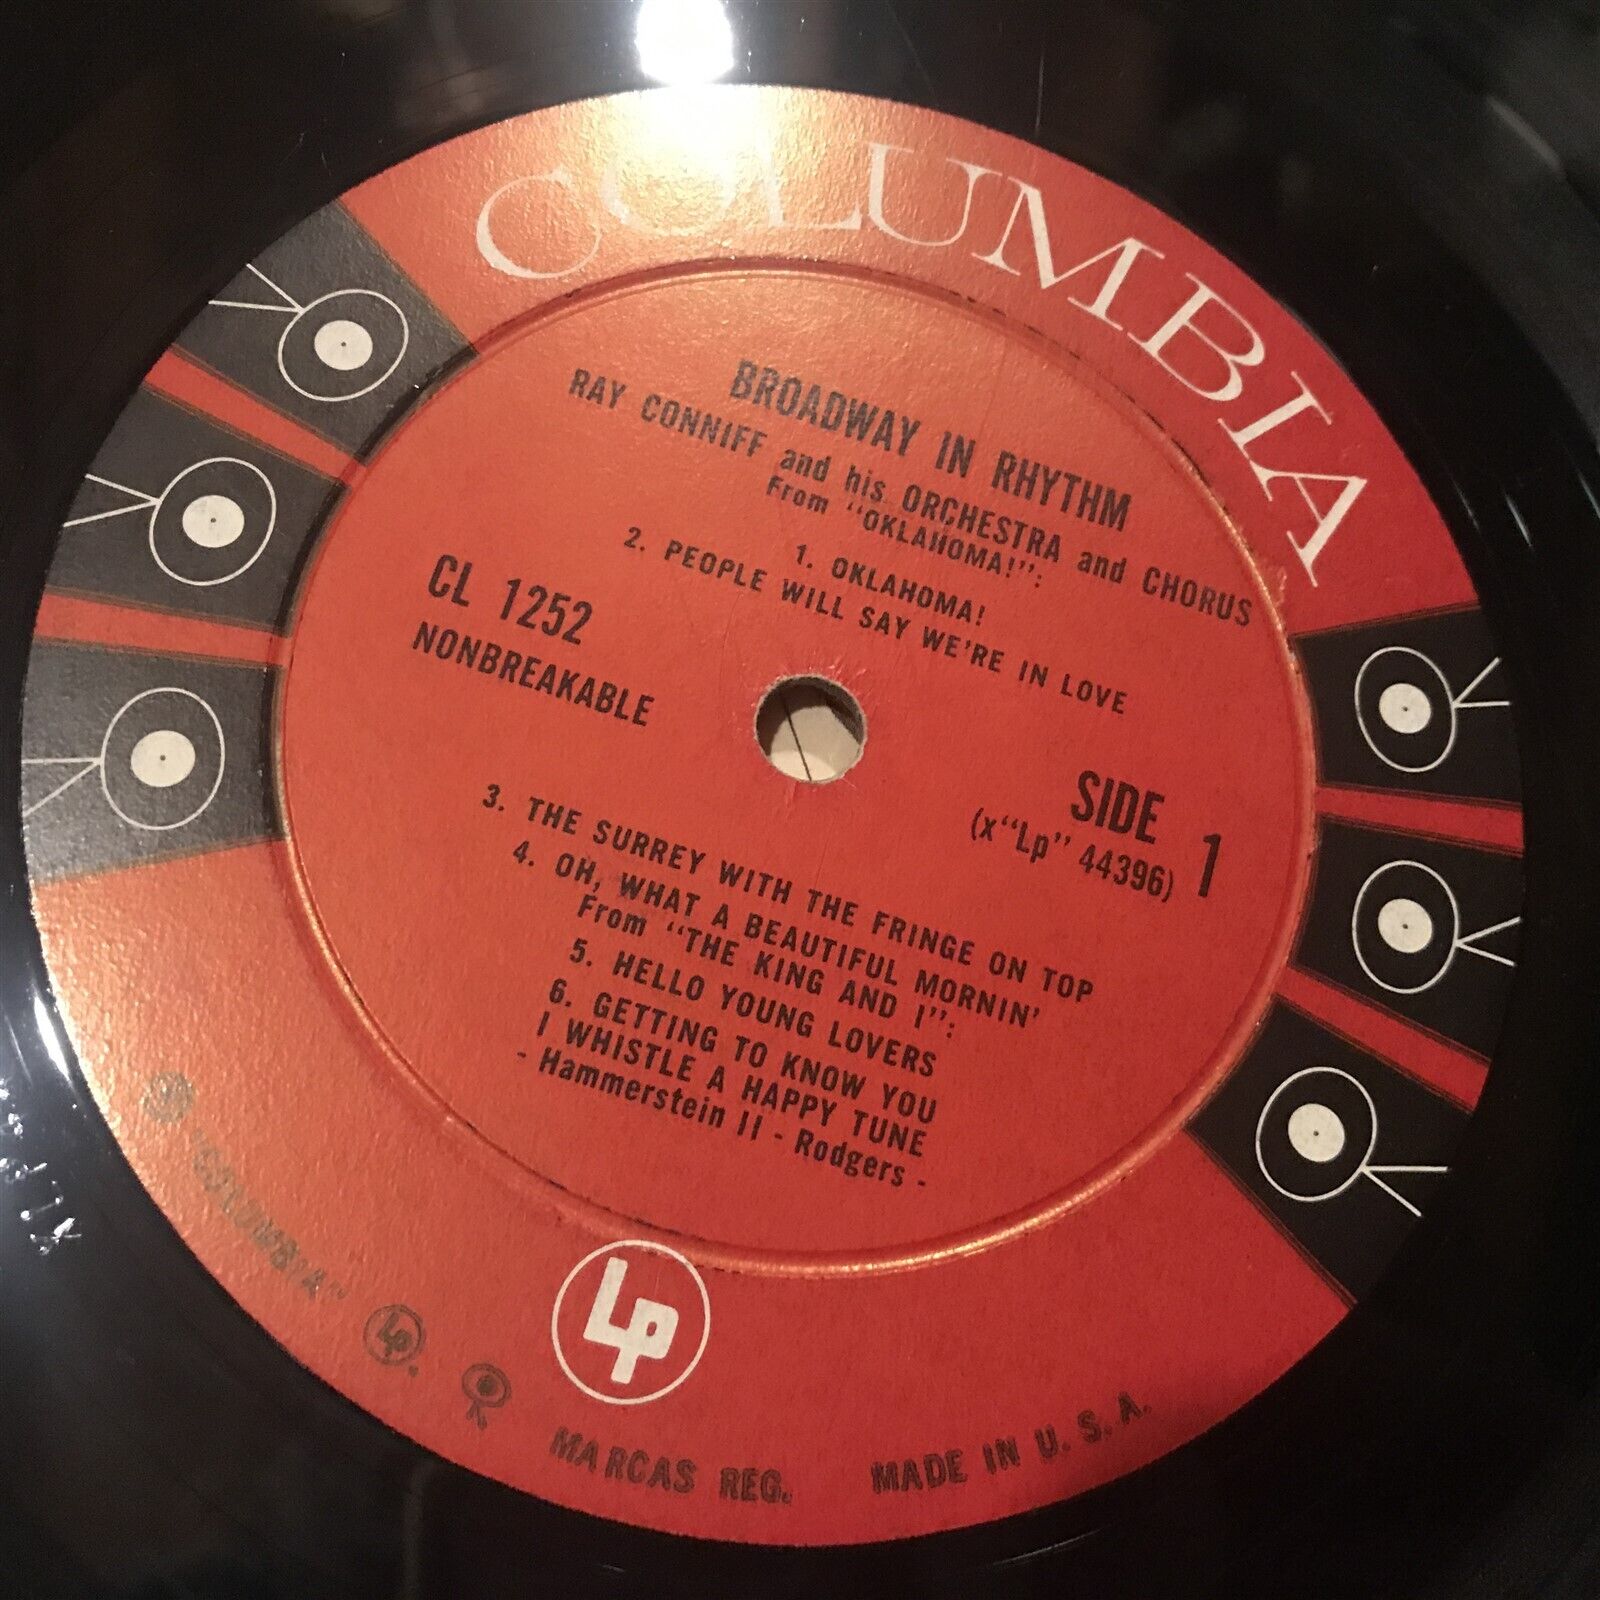 COLUMBIA
BROADWAY IN RHYTHM
RAY CONNIFF and his ORCHESTRA and CHORUS
From "OKLAHOMA!":
1. OKLAHOMA!
2. PEOPLE WILL SAY WE'RE IN LOVE
CL 1252
NONBREAKABLE
SIDE 1
(x"Lp" 44396)
3. THE SURREY WITH THE FRINGE ON TOP
4. OH, WHAT A BEAUTIFUL MORNIN'
From "THE KING AND I":
5. HELLO YOUNG LOVERS
6. GETTING TO KNOW YOU
I WHISTLE A HAPPY TUNE
- Hammerstein II - Rodgers -
Lp
"COLUMBIA" Lp. MARCAS REG. MADE IN U.S.A.